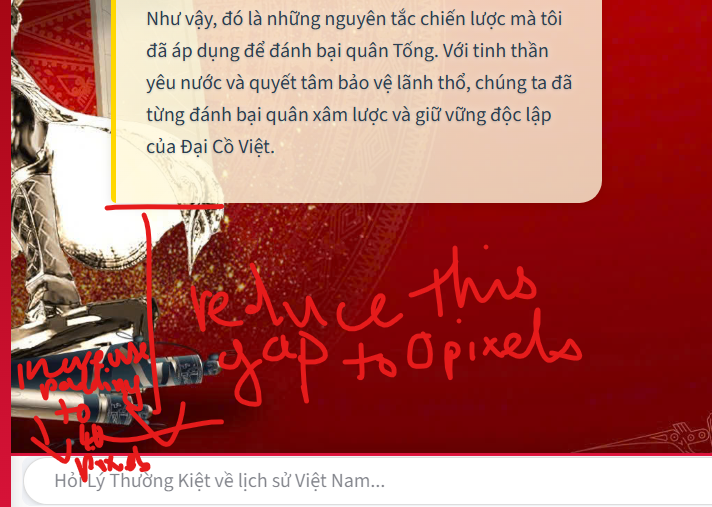 Như vậy, đó là những nguyên tắc chiến lược mà tôi
đã áp dụng để đánh bại quân Tống. Với tinh thần
yêu nước và quyết tâm bảo vệ lãnh thổ, chúng ta đã
từng đánh bại quân xâm lược và giữ vững độc lập
của Đại Cồ Việt.
reduce this
gap to 0 pixels
increase
padding
to
40
pixels
Hỏi Lý Thường Kiệt về lịch sử Việt Nam...